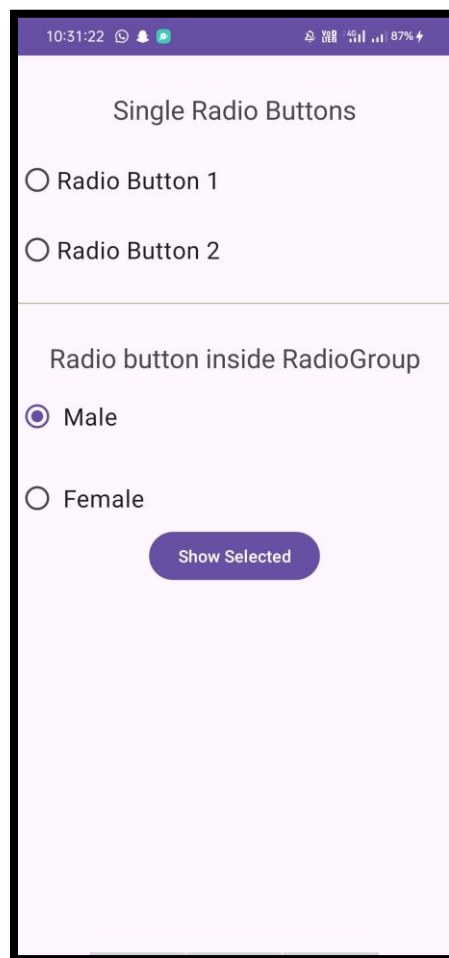 10:31:22 87%
Single Radio Buttons
Radio Button 1
Radio Button 2
Radio button inside RadioGroup
Male
Female
Show Selected